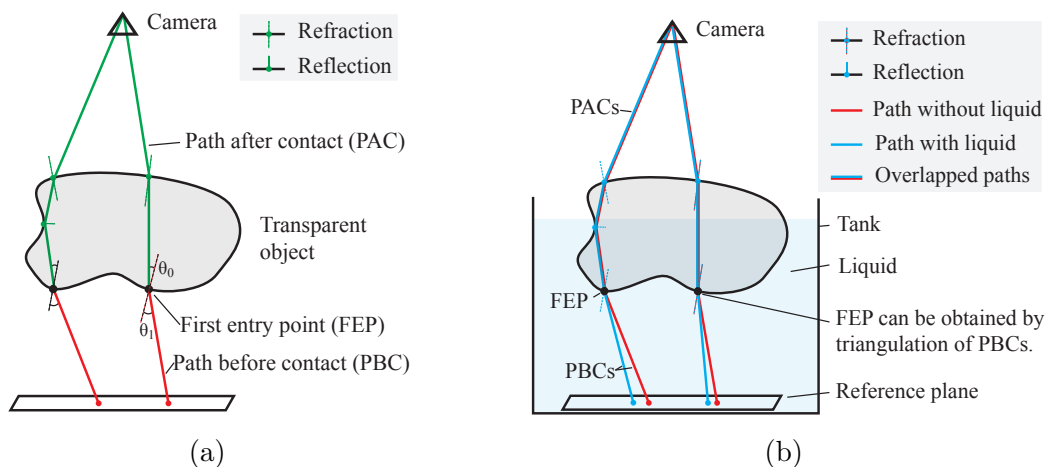 Camera
Refraction
Reflection
Path after contact (PAC)
Transparent
object
θ0
θ1
First entry point (FEP)
Path before contact (PBC)
(a)
Camera
Refraction
Reflection
Path without liquid
Path with liquid
Overlapped paths
PACs
Tank
Liquid
FEP
FEP can be obtained by
triangulation of PBCs.
PBCs
Reference plane
(b)